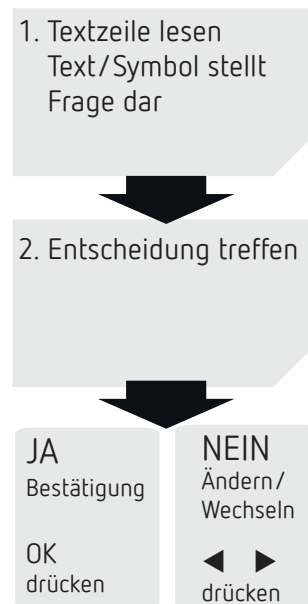 1. Textzeile lesen
Text/Symbol stellt
Frage dar
2. Entscheidung treffen
JA
Bestätigung
OK
drücken
NEIN
Ändern/
Wechseln
◀ ▶
drücken